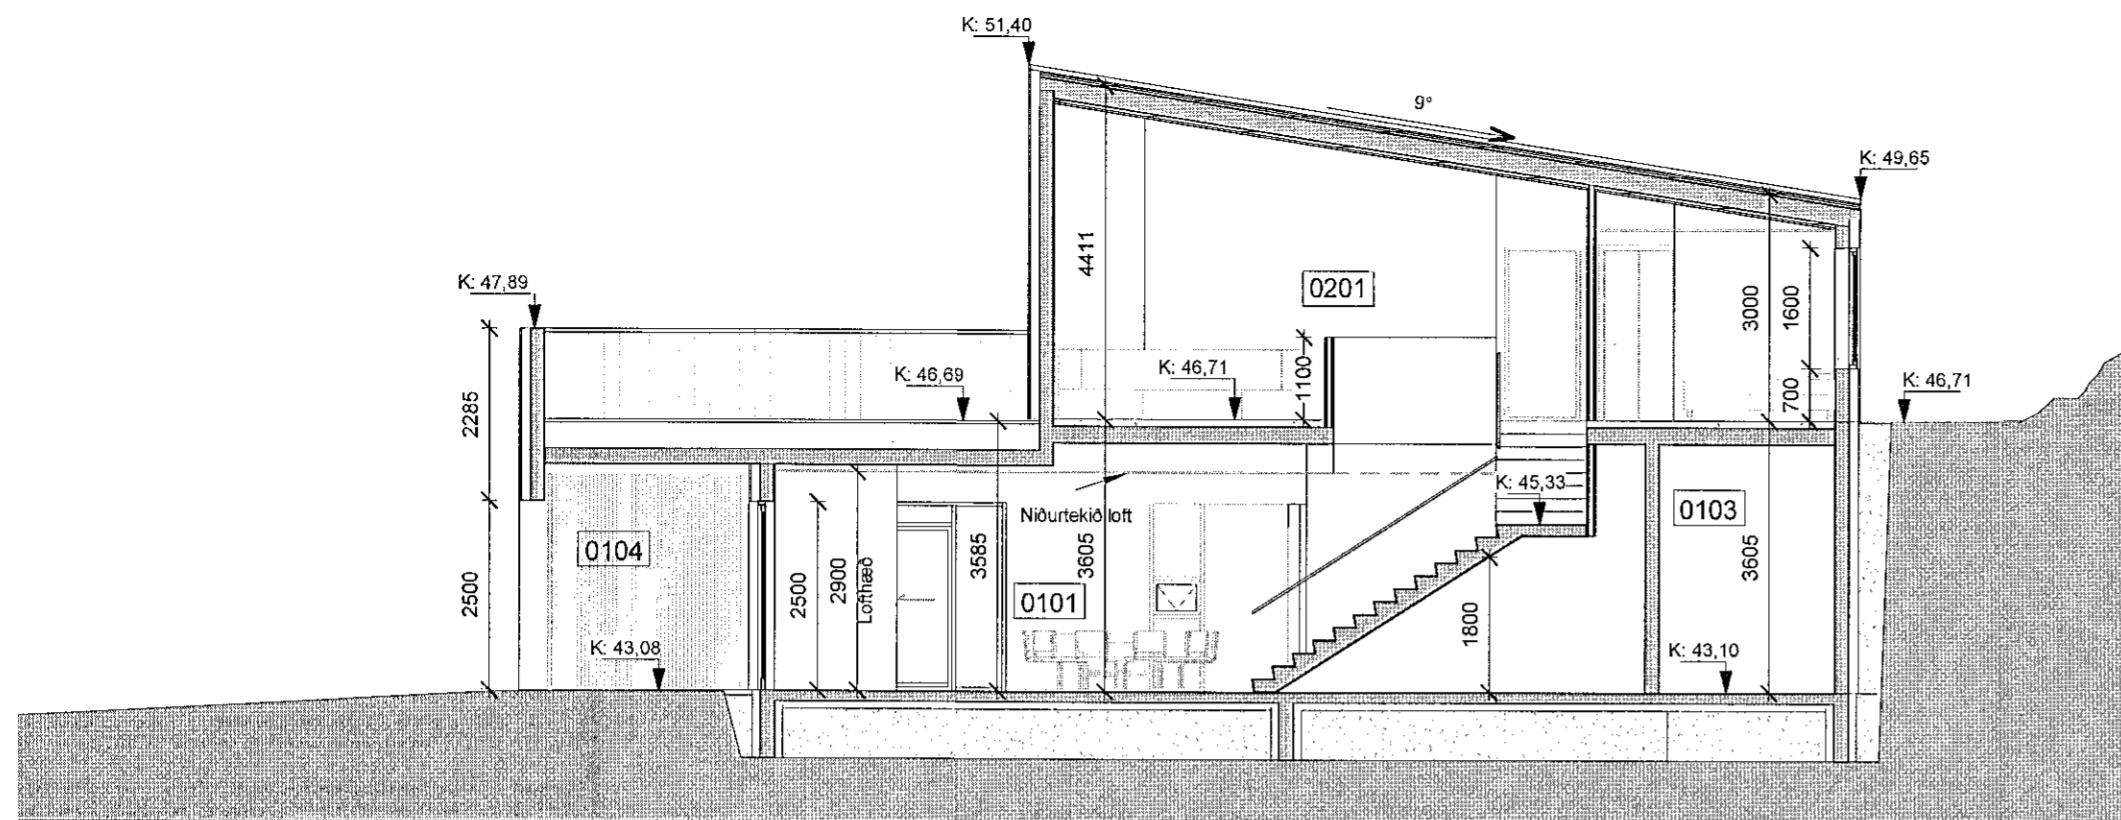 K: 51,40
9°
K: 49,65
4411
0201
K: 47,89
3000
1600
K: 46,69
K: 46,71
1100
700
K: 46,71
2285
K: 45,33
0103
Niðurtekið loft
0104
2500
2500
2900
Lofthæð
3585
3605
0101
1800
3605
K: 43,08
K: 43,10